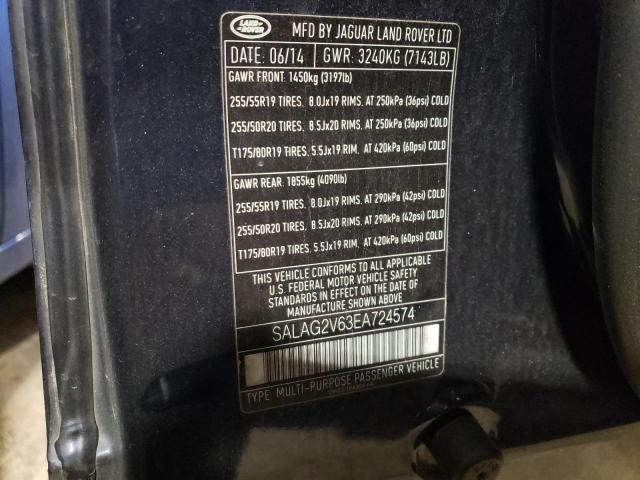 LAND ROVER
MFD BY JAGUAR LAND ROVER LTD
DATE: 06/14 GWR: 3240KG (7143LB)
GAWR FRONT: 1450kg (3197lb)
255/55R19 TIRES. 8.0Jx19 RIMS. AT 250kPa (36psi) COLD
255/50R20 TIRES. 8.5Jx20 RIMS. AT 250kPa (36psi) COLD
T175/80R19 TIRES. 5.5Jx19 RIM. AT 420kPa (60psi) COLD
GAWR REAR: 1855kg (4090lb)
255/55R19 TIRES. 8.0Jx19 RIMS. AT 290kPa (42psi) COLD
255/50R20 TIRES. 8.5Jx20 RIMS. AT 290kPa (42psi) COLD
T175/80R19 TIRES. 5.5Jx19 RIM. AT 420kPa (60psi) COLD
THIS VEHICLE CONFORMS TO ALL APPLICABLE
U.S. FEDERAL MOTOR VEHICLE SAFETY
STANDARDS IN EFFECT ON THE DATE OF
MANUFACTURE SHOWN ABOVE.
SALAG2V63EA724574
TYPE MULTI-PURPOSE PASSENGER VEHICLE